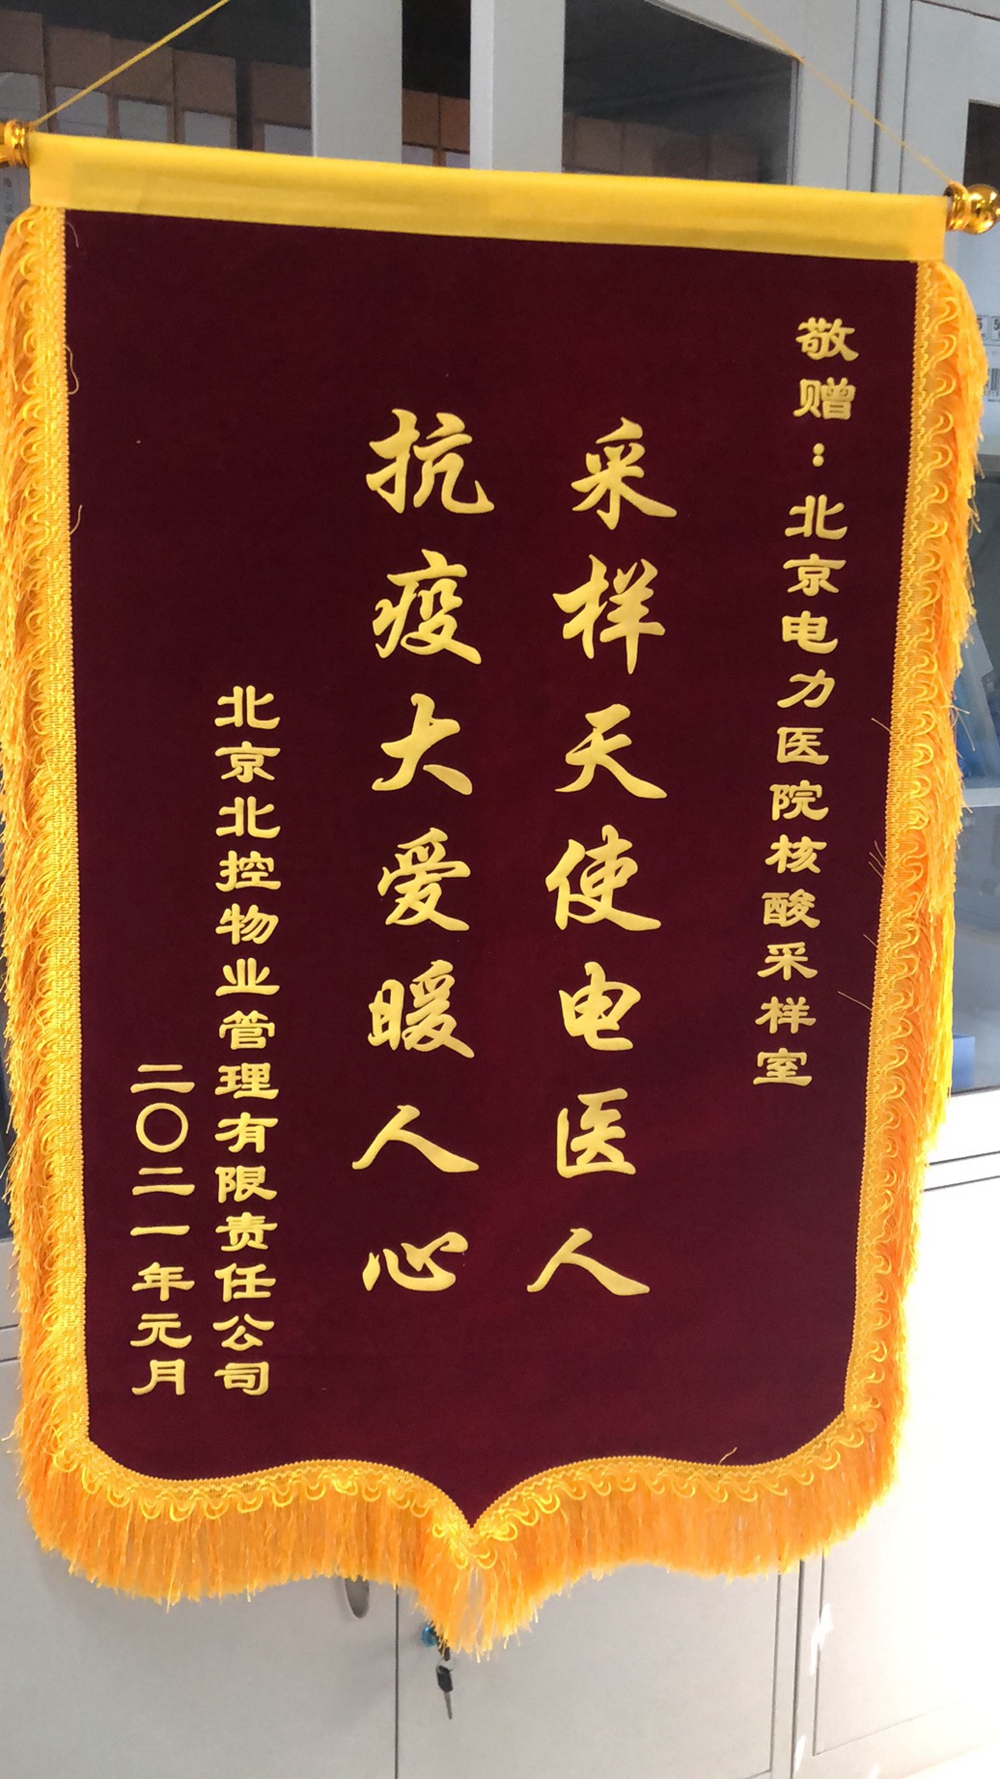 敬赠：北京电力医院核酸采样室
采样天使电医人
抗疫大爱暖人心
北京北控物业管理有限责任公司
二〇二一年元月